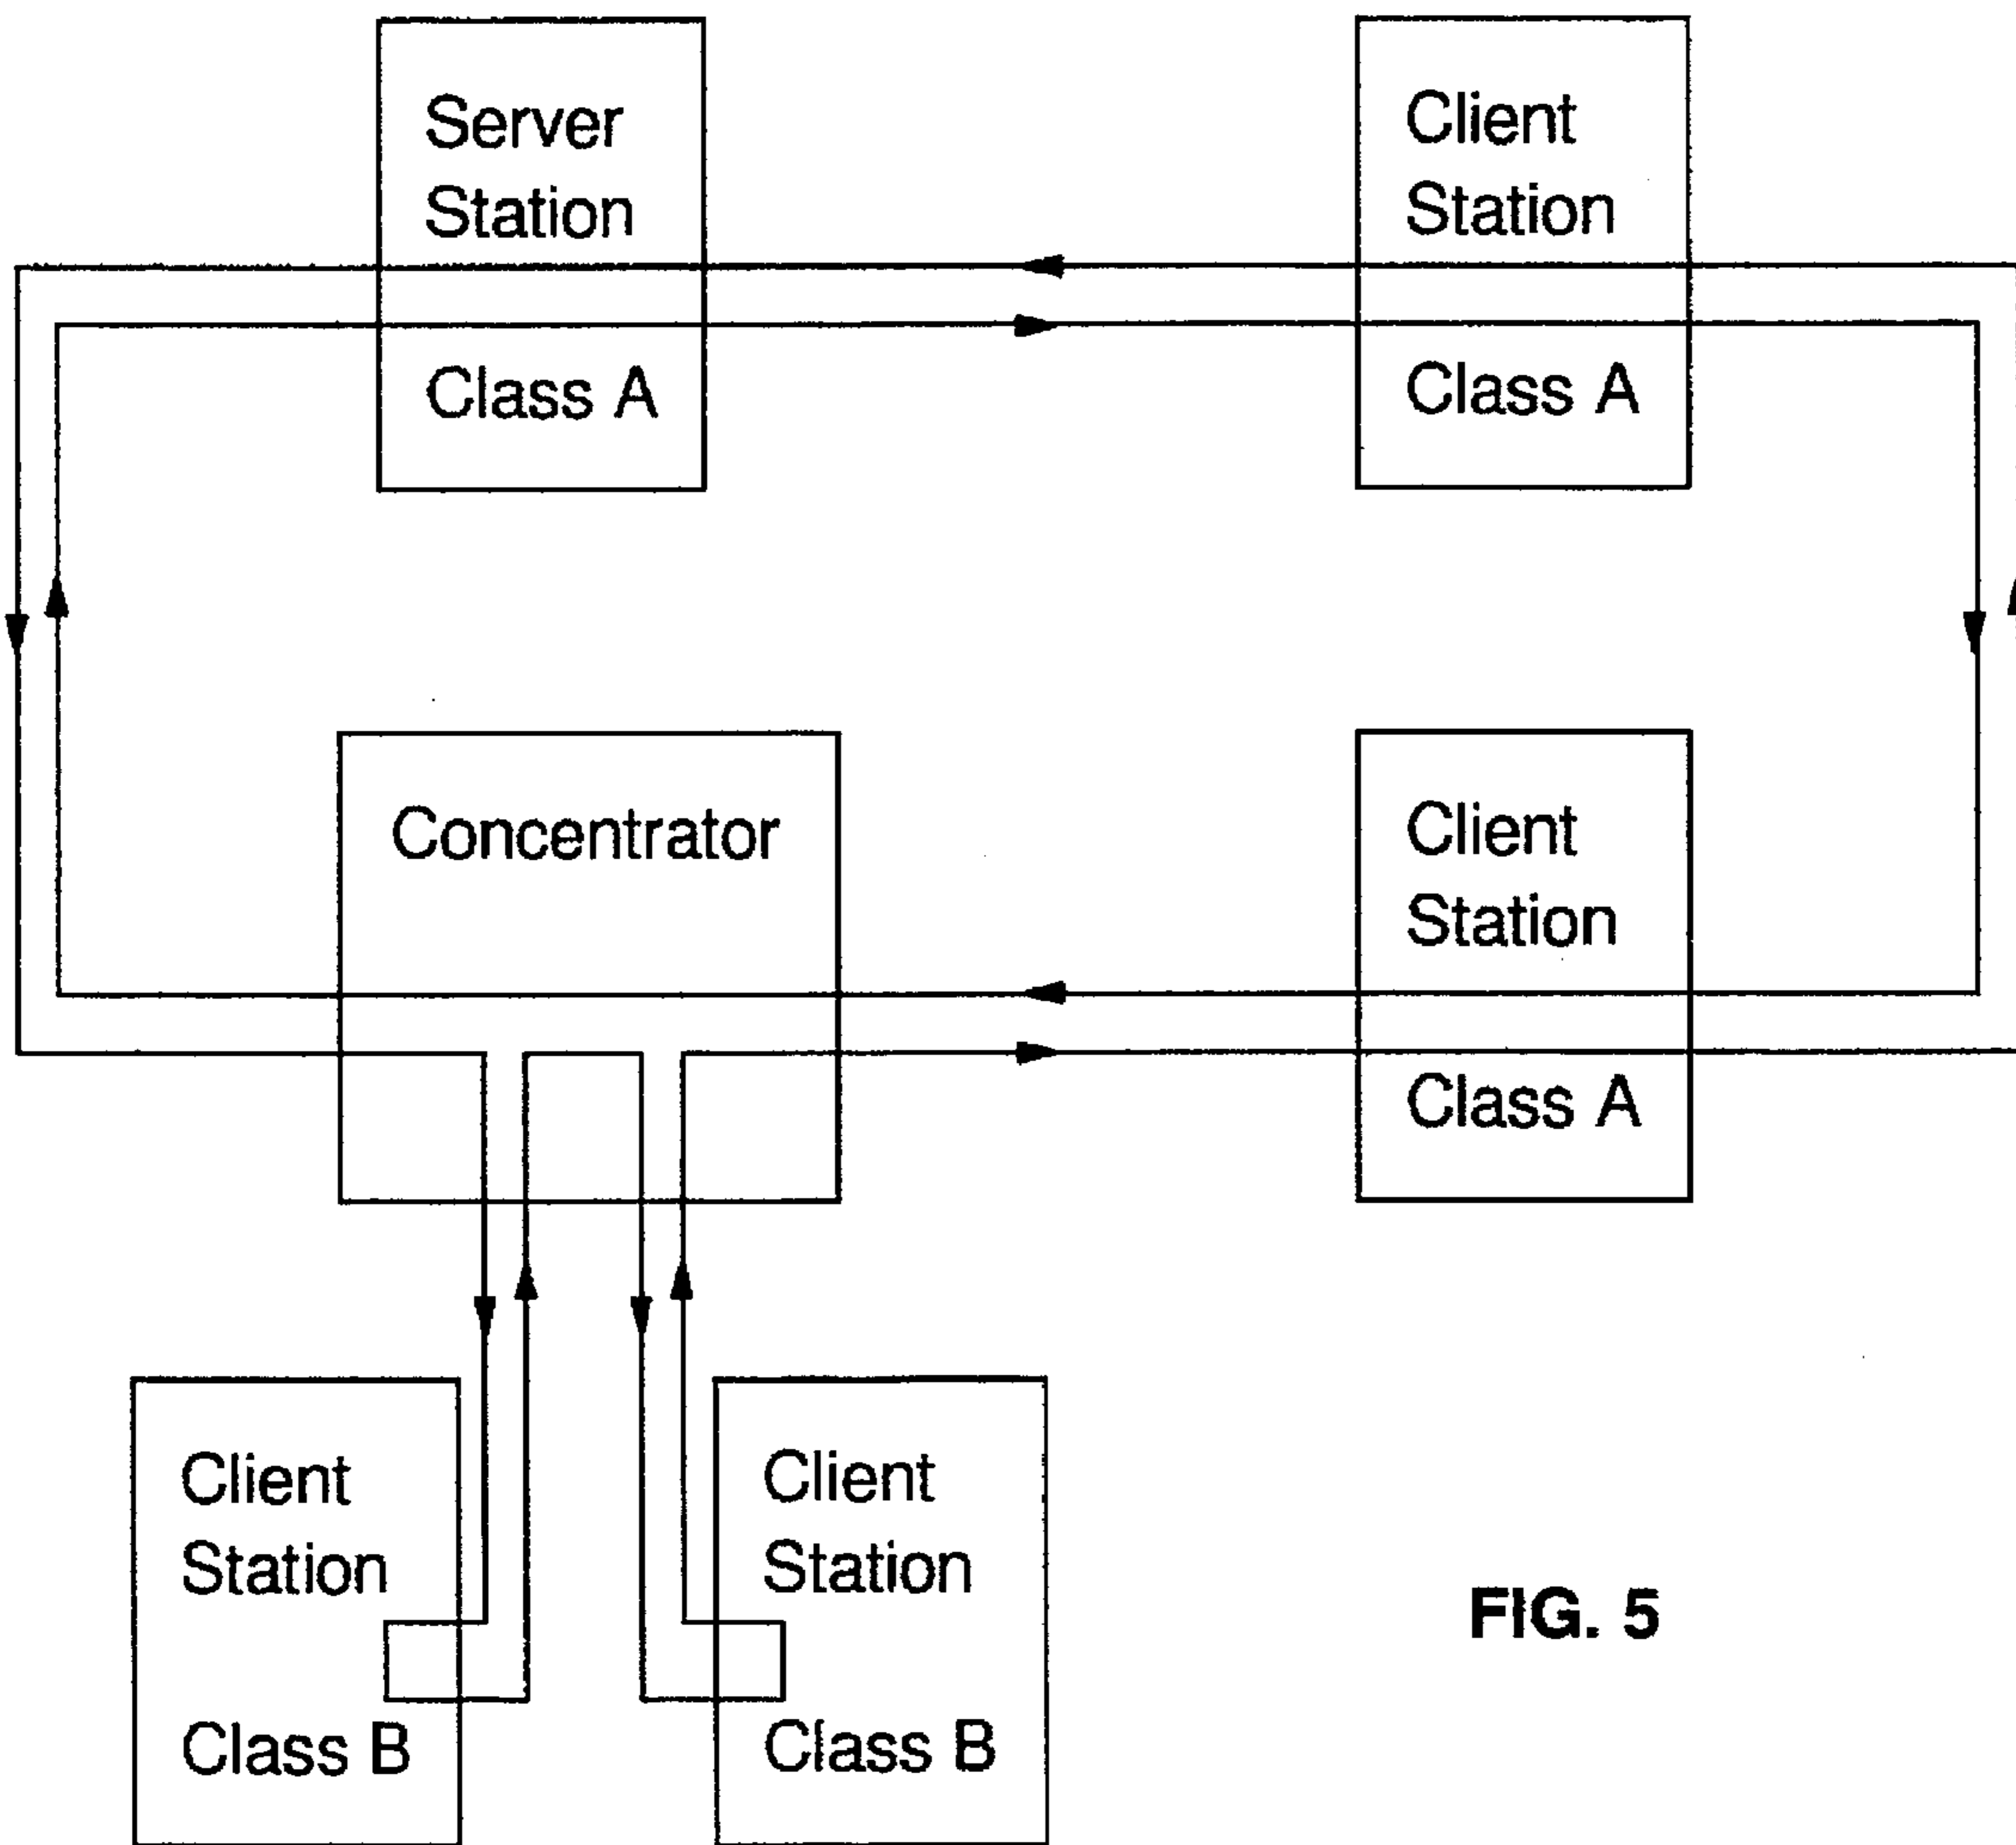 Server
Station
Class A
Client
Station
Class A
Concentrator
Client
Station
Class A
Client
Station
Class B
Client
Station
Class B
FIG. 5